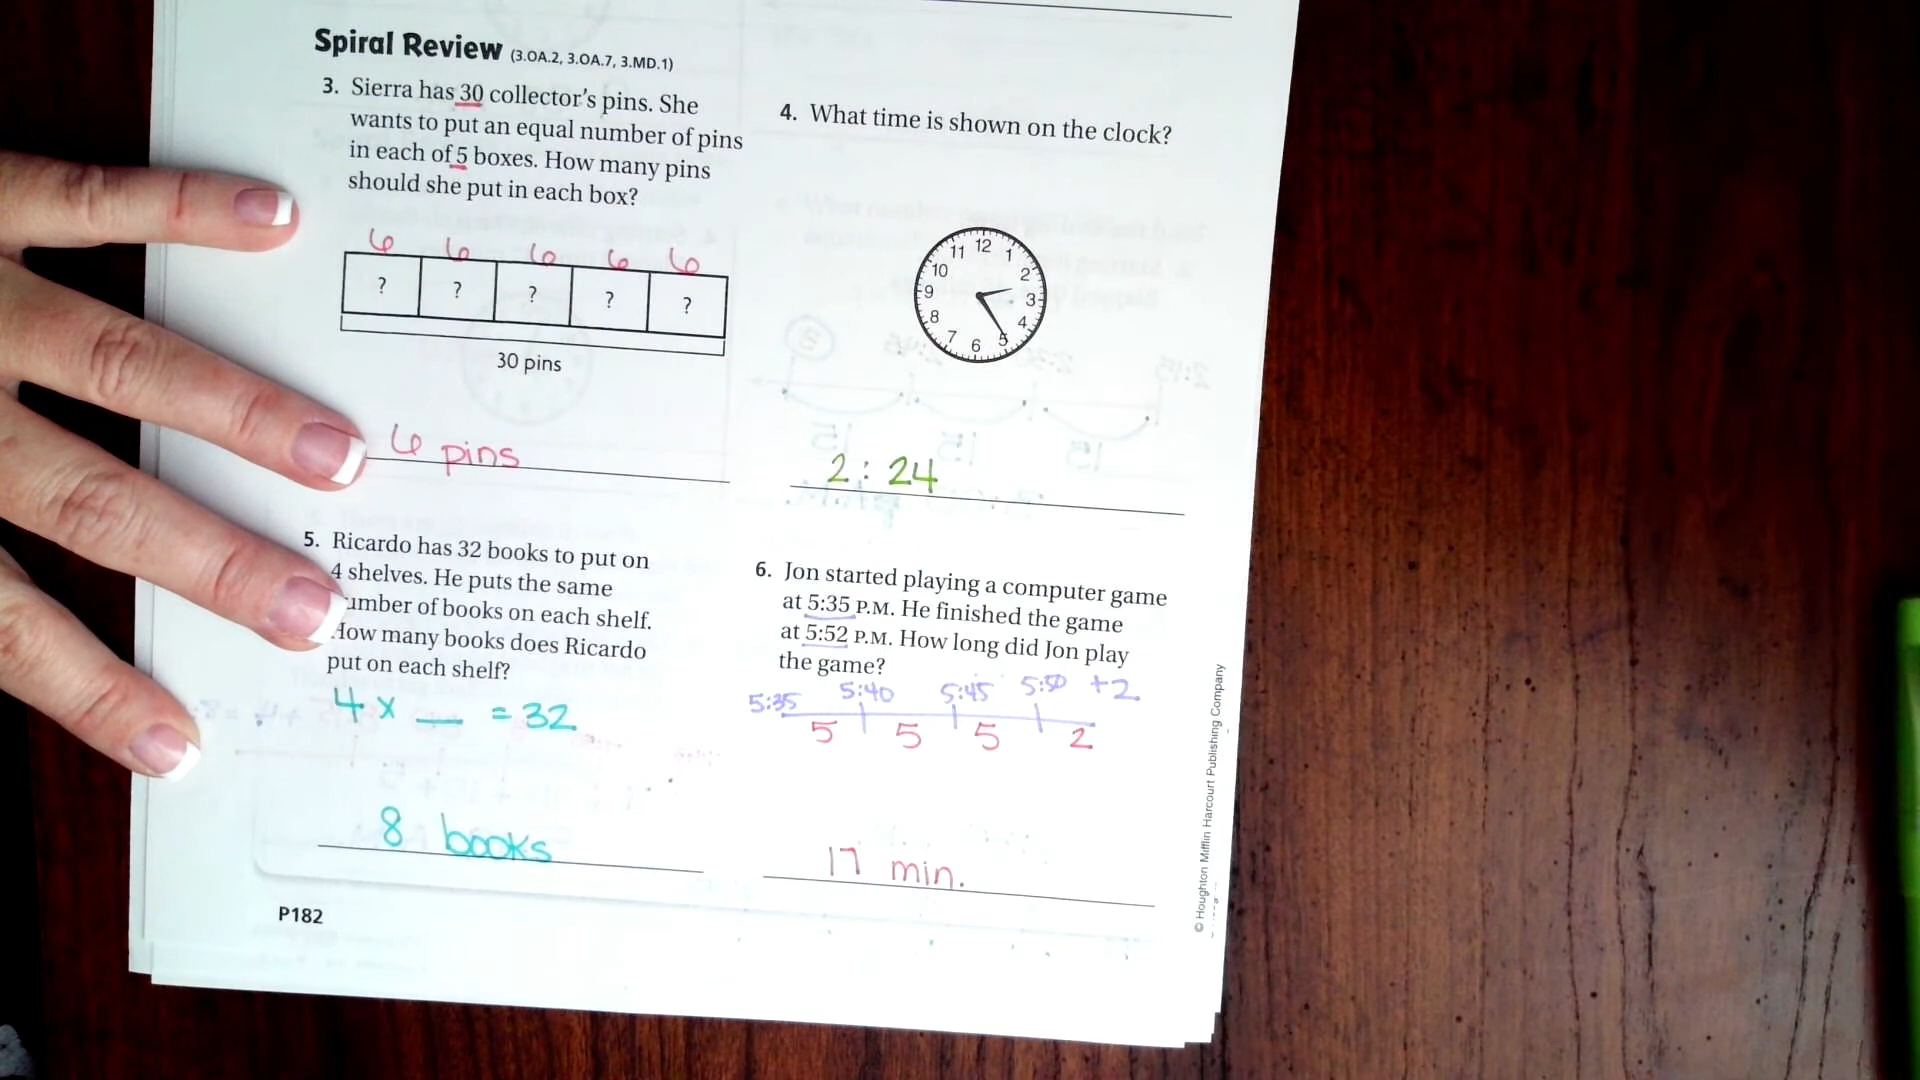 Spiral Review (3.OA.2, 3.OA.7, 3.MD.1)
3. Sierra has 30 collector's pins. She
wants to put an equal number of pins
in each of 5 boxes. How many pins
should she put in each box?
6 6 6 6 6
? ? ? ? ?
30 pins
6 pins
4. What time is shown on the clock?
12 1 2 3 4 5 6 7 8 9 10 11
2:24
5. Ricardo has 32 books to put on
4 shelves. He puts the same
umber of books on each shelf.
How many books does Ricardo
put on each shelf?
4 x __ = 32
8 books
6. Jon started playing a computer game
at 5:35 P.M. He finished the game
at 5:52 P.M. How long did Jon play
the game?
5:35 5:40 5:45 5:50 +2
5 5 5 2
17 min.
P182
© Houghton Mifflin Harcourt Publishing Company